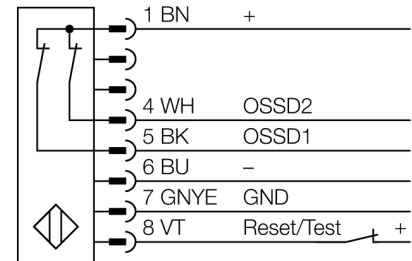 1 BN +
4 WH OSSD2
5 BK OSSD1
6 BU –
7 GNYE GND
8 VT Reset/Test +